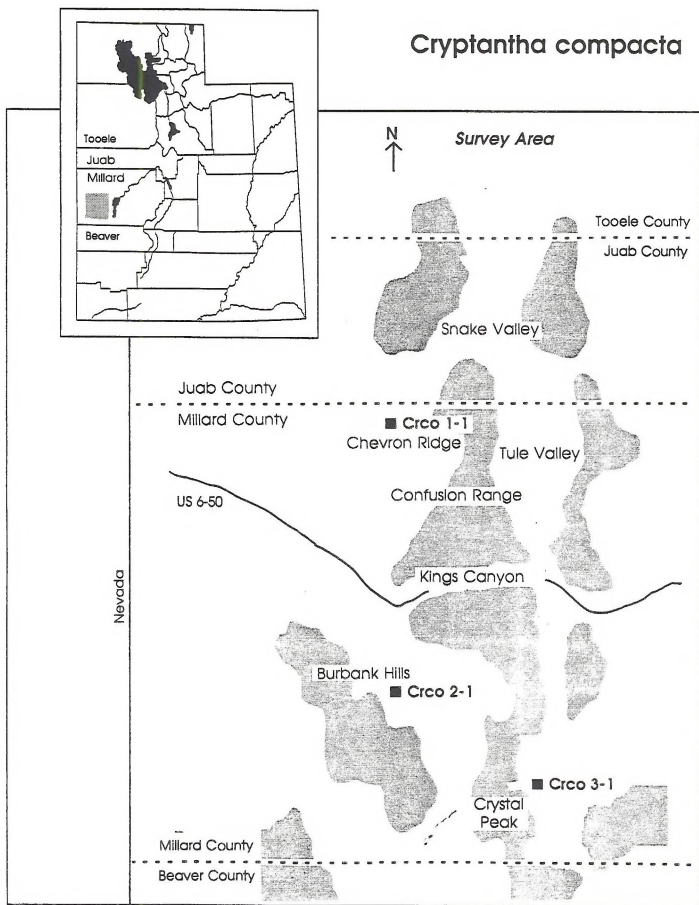 Cryptantha compacta
Tooele
Juab
Millard
Beaver
N
Survey Area
Tooele County
Juab County
Snake Valley
Juab County
Millard County
Crco 1-1
Chevron Ridge
Tule Valley
US 6-50
Confusion Range
Kings Canyon
Nevada
Burbank Hills
Crco 2-1
Crco 3-1
Crystal
Peak
Millard County
Beaver County